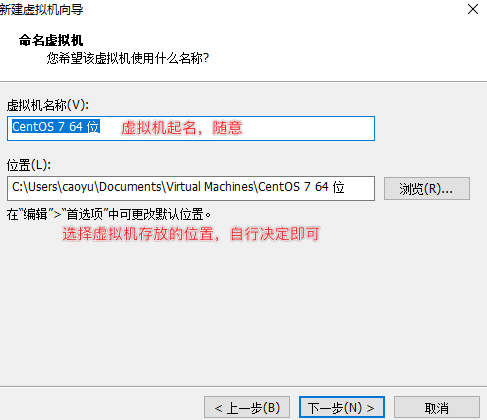 新建虚拟机向导
命名虚拟机
您希望该虚拟机使用什么名称?
虚拟机名称(V):
CentOS 7 64 位 虚拟机起名，随意
位置(L):
C:\Users\caoyu\Documents\Virtual Machines\CentOS 7 64 位 浏览(R)...
在“编辑”>“首选项”中可更改默认位置。
选择虚拟机存放的位置，自行决定即可
< 上一步(B) 下一步(N) > 取消